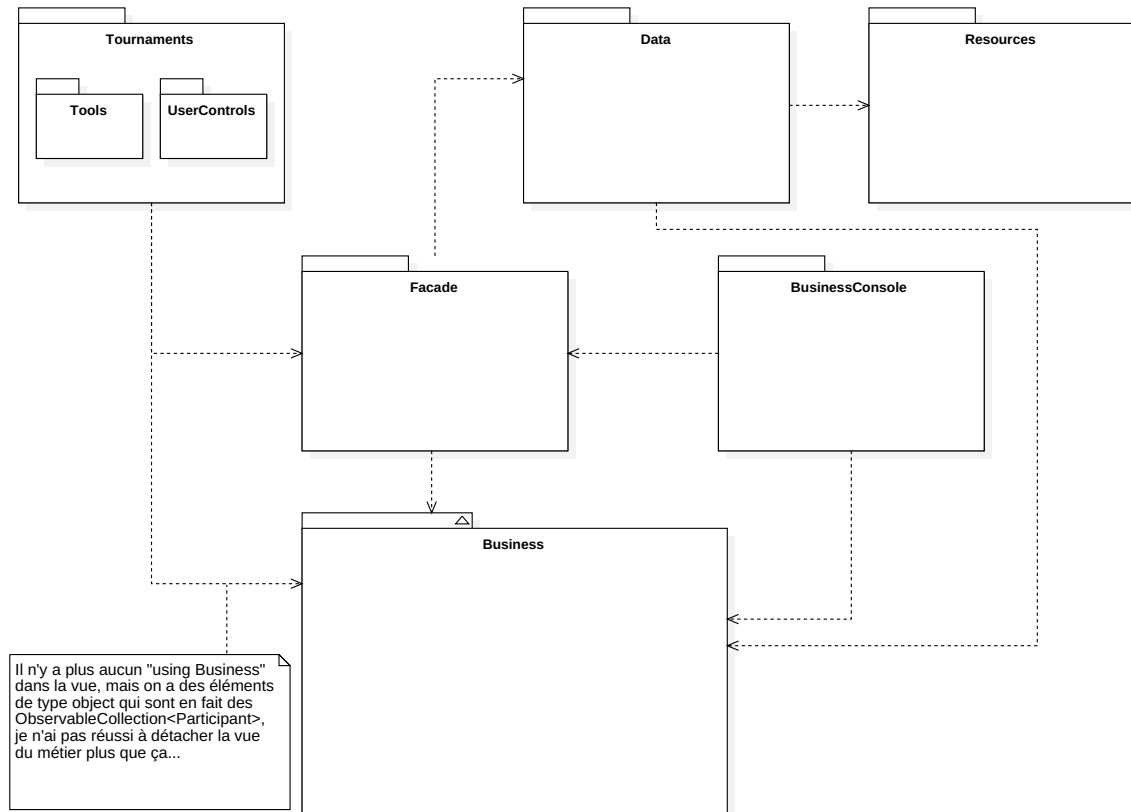 Tournaments
Data
Resources
Tools
UserControls
Facade
BusinessConsole
Business
Il n'y a plus aucun "using Business"
dans la vue, mais on a des éléments
de type object qui sont en fait des
ObservableCollection<Participant>,
je n'ai pas réussi à détacher la vue
du métier plus que ça...